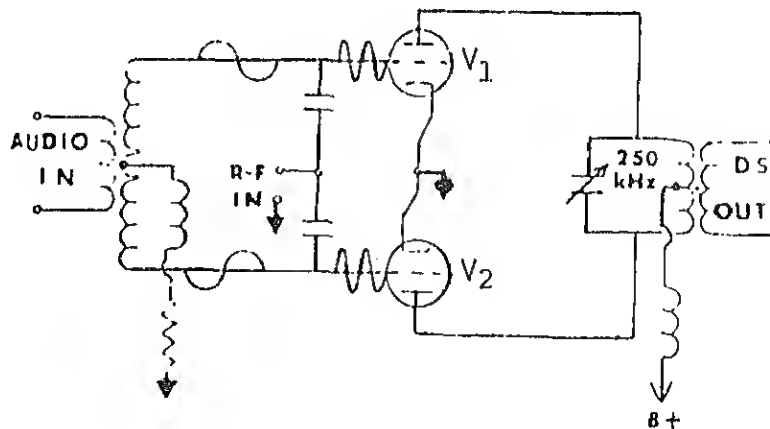 V1
AUDIO
IN
R-F
IN
250
kHz
DS
OUT
V2
B+